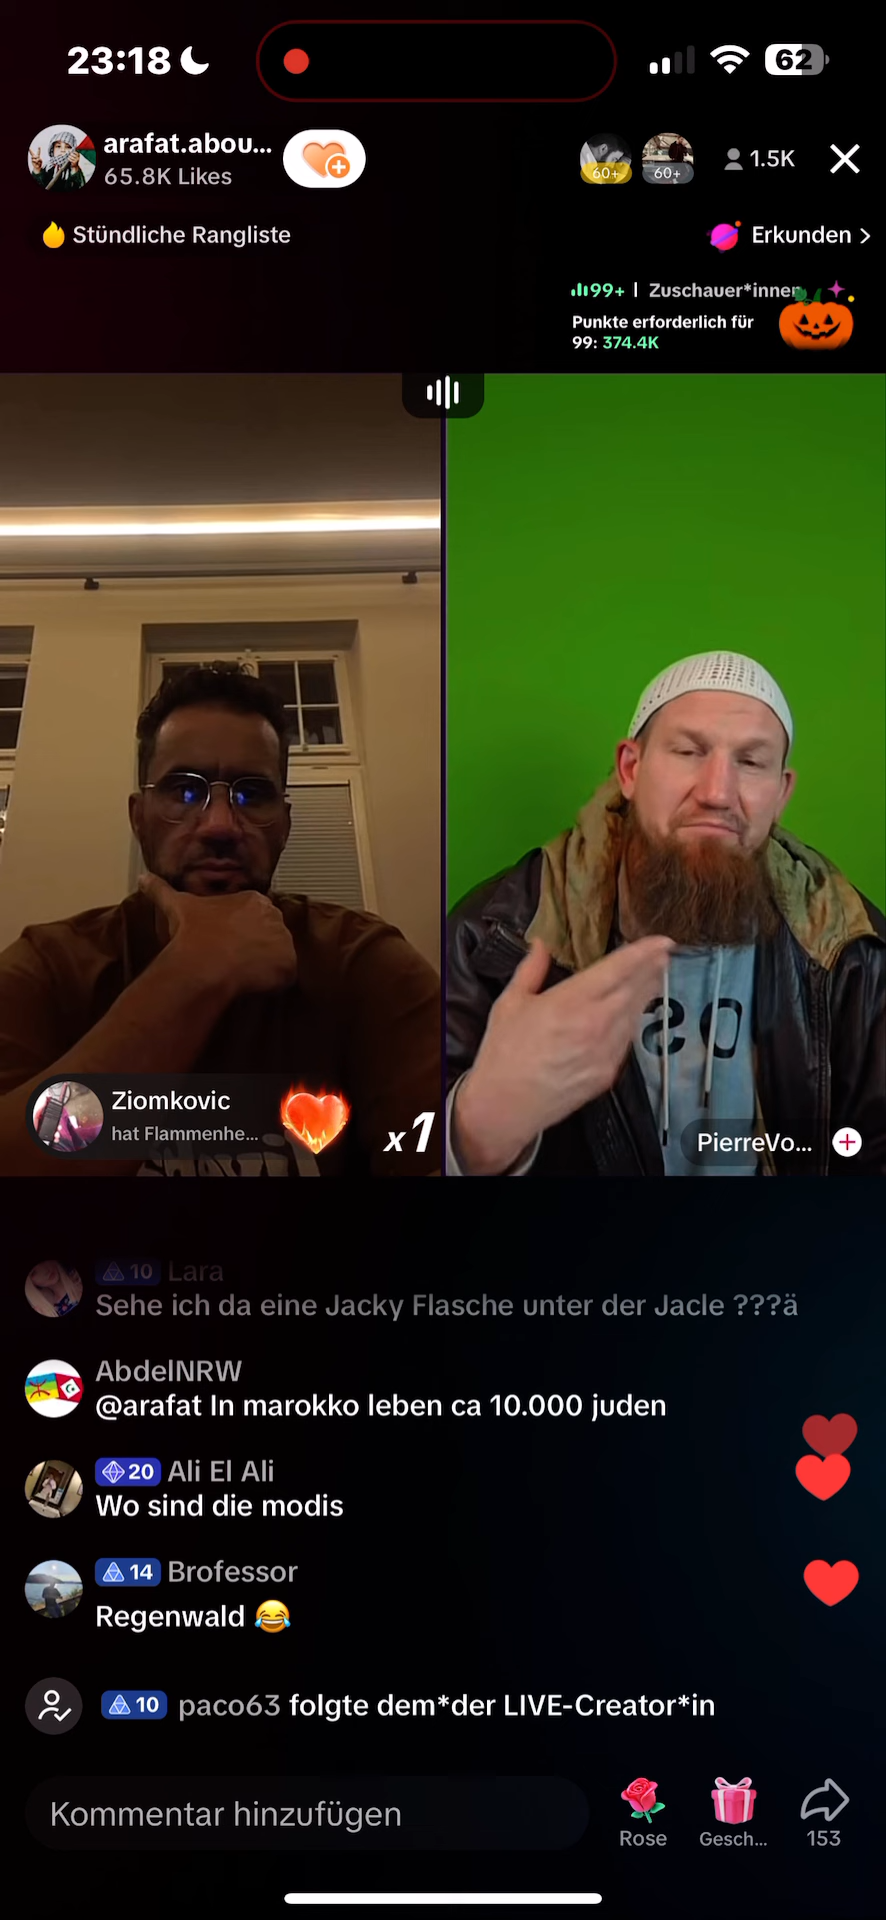 23:18
62
arafat.abou...
65.8K Likes
60+
60+
1.5K
Stündliche Rangliste
Erkunden >
99+ | Zuschauer*innen
Punkte erforderlich für
99: 374.4K
Ziomkovic
hat Flammenhe...
x1
PierreVo...
10 Lara
Sehe ich da eine Jacky Flasche unter der Jacle ???ä
AbdelNRW
@arafat In marokko leben ca 10.000 juden
20 Ali El Ali
Wo sind die modis
14 Brofessor
Regenwald 😂
10 paco63 folgte dem*der LIVE-Creator*in
Kommentar hinzufügen
Rose
Gesch...
153